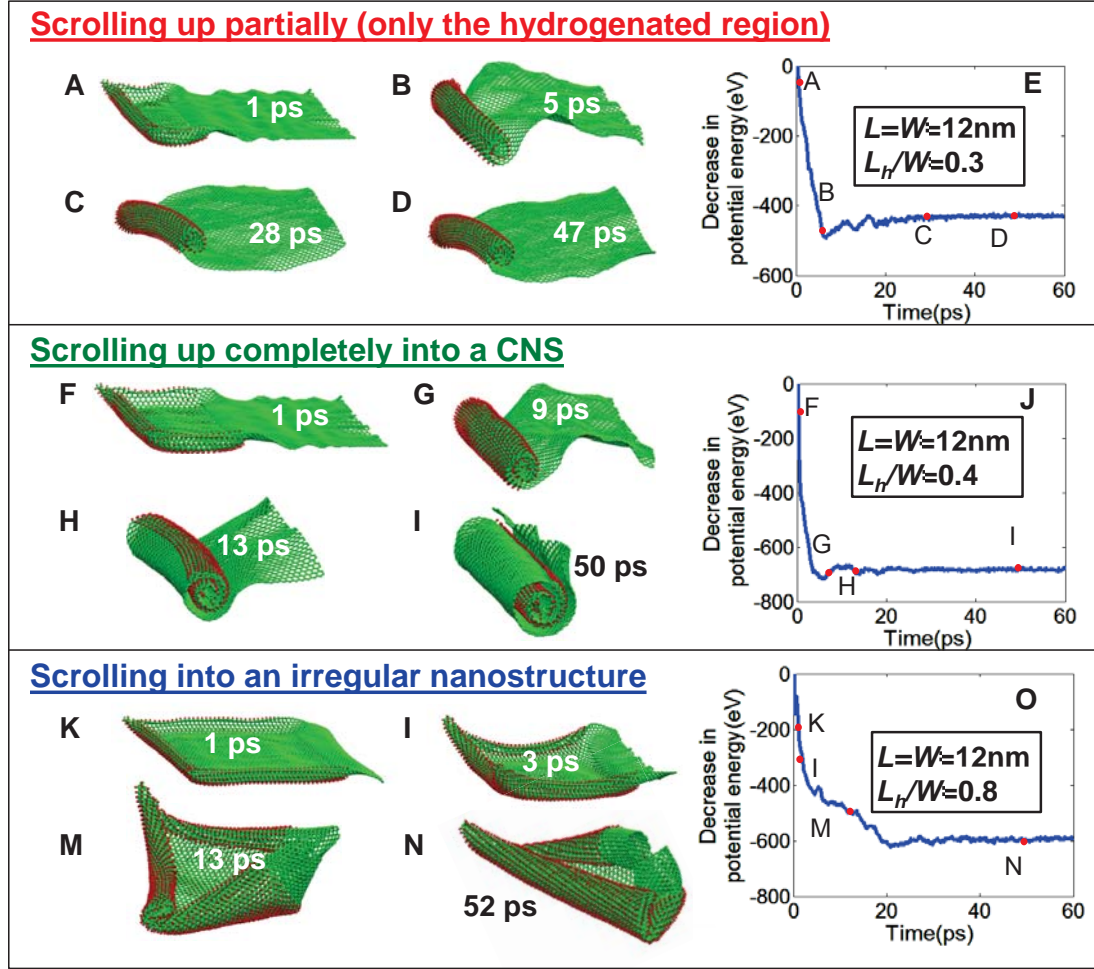 Scrolling up partially (only the hydrogenated region)
A
1 ps
B
5 ps
C
28 ps
D
47 ps
E
L=W=12nm
L_h/W=0.3
A
B
C
D
0
-200
-400
-600
0 20 40 60
Time(ps)
Decrease in
potential energy(eV)
Scrolling up completely into a CNS
F
1 ps
G
9 ps
H
13 ps
I
50 ps
J
L=W=12nm
L_h/W=0.4
F
G
H
I
0
-200
-400
-600
-800
0 20 40 60
Time(ps)
Decrease in
potential energy(eV)
Scrolling into an irregular nanostructure
K
1 ps
I
3 ps
M
13 ps
N
52 ps
O
L=W=12nm
L_h/W=0.8
K
I
M
N
0
-200
-400
-600
-800
0 20 40 60
Time(ps)
Decrease in
potential energy(eV)